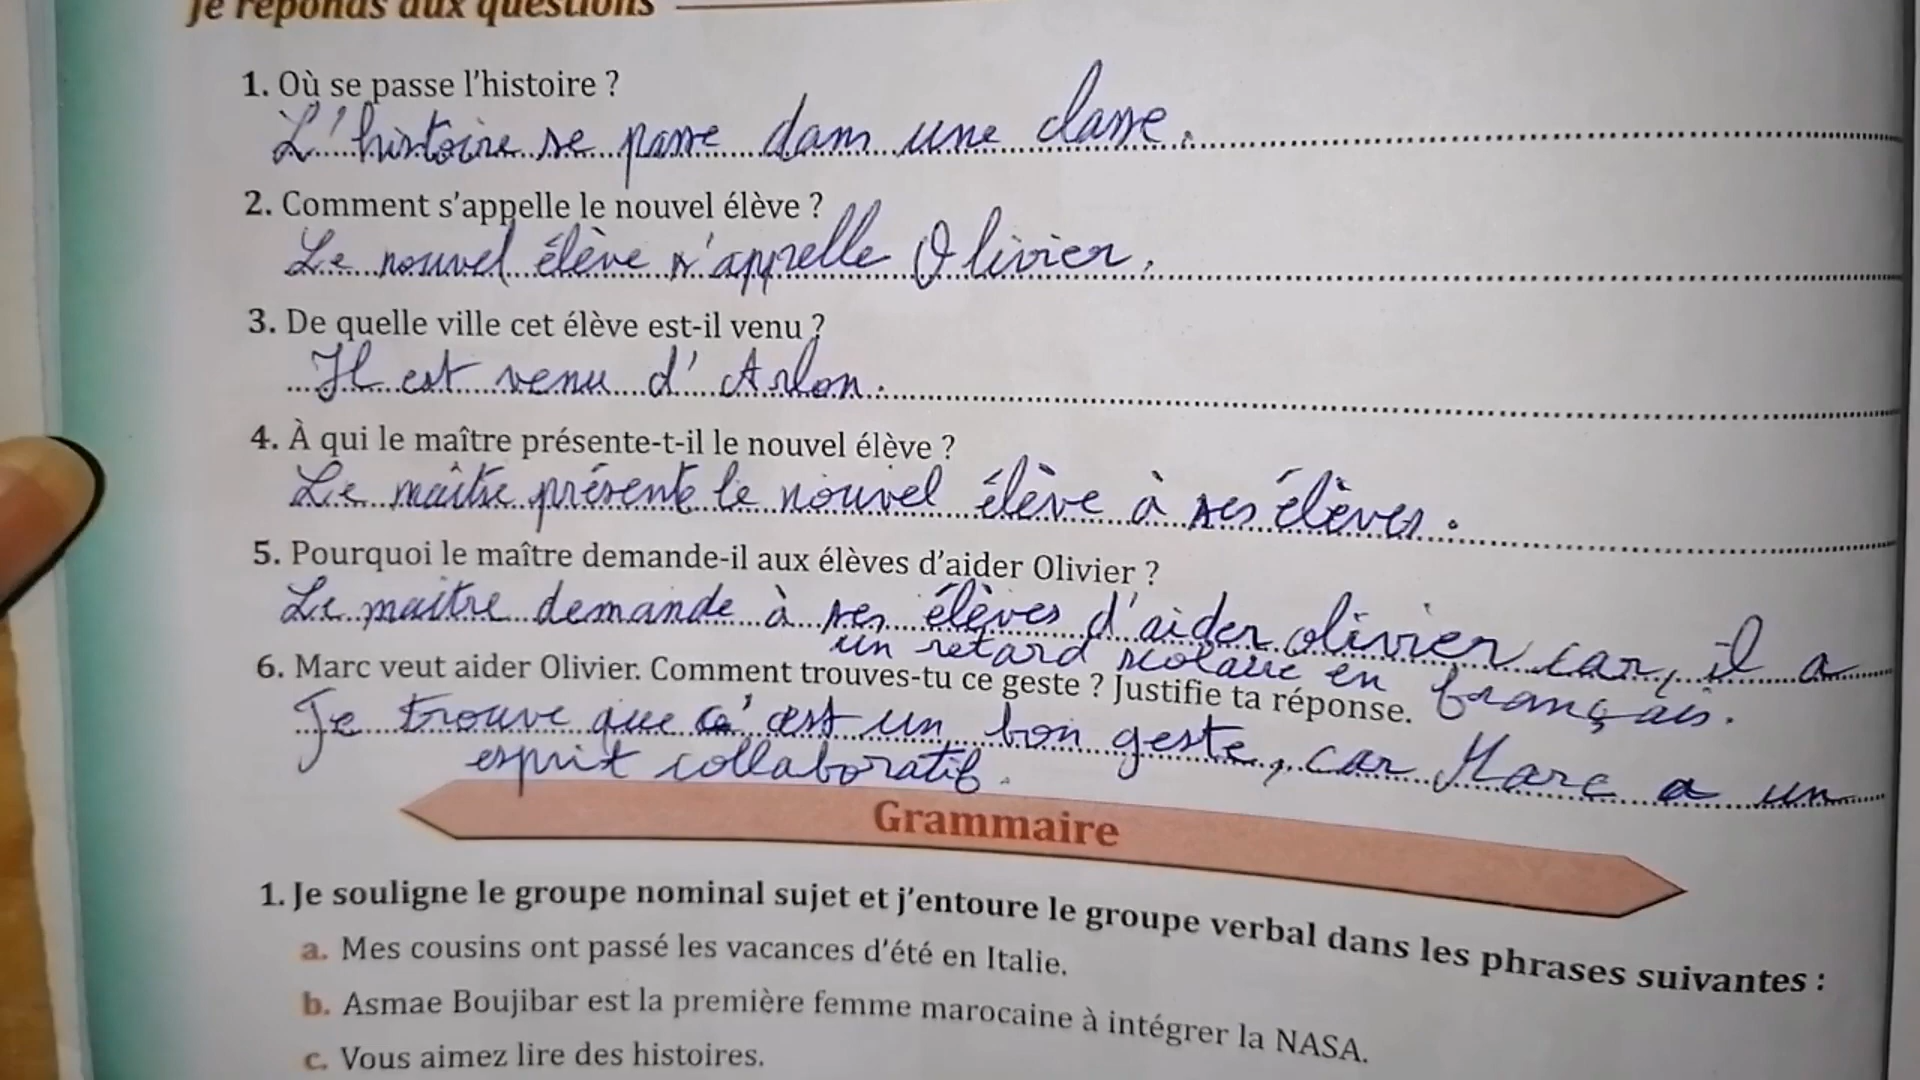 Je réponds aux questions
1. Où se passe l'histoire ?
L'histoire se passe dans une classe.
2. Comment s'appelle le nouvel élève ?
Le nouvel élève s'appelle Olivier.
3. De quelle ville cet élève est-il venu ?
Il est venu d'Arlon.
4. À qui le maître présente-t-il le nouvel élève ?
Le maître présente le nouvel élève à ses élèves.
5. Pourquoi le maître demande-il aux élèves d'aider Olivier ?
Le maitre demande à ses élèves d'aider olivier car, il a
un retard scolaire en français.
6. Marc veut aider Olivier. Comment trouves-tu ce geste ? Justifie ta réponse.
Je trouve que c'est un bon geste, car Marc a un
esprit collaboratif.
Grammaire
1. Je souligne le groupe nominal sujet et j'entoure le groupe verbal dans les phrases suivantes :
a. Mes cousins ont passé les vacances d'été en Italie.
b. Asmae Boujibar est la première femme marocaine à intégrer la NASA.
c. Vous aimez lire des histoires.